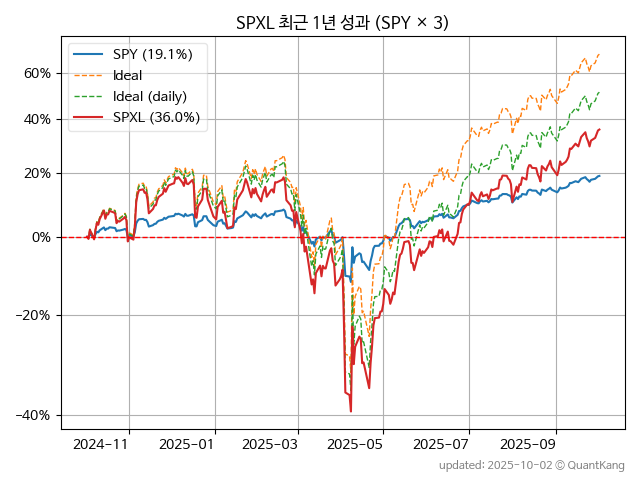 SPXL 최근 1년 성과 (SPY × 3)
SPY (19.1%)
Ideal
Ideal (daily)
SPXL (36.0%)
60%
40%
20%
0%
−20%
−40%
2024-11
2025-01
2025-03
2025-05
2025-07
2025-09
updated: 2025-10-02 © QuantKang